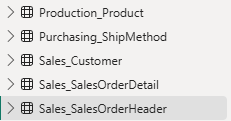 Production_Product
Purchasing_ShipMethod
Sales_Customer
Sales_SalesOrderDetail
Sales_SalesOrderHeader